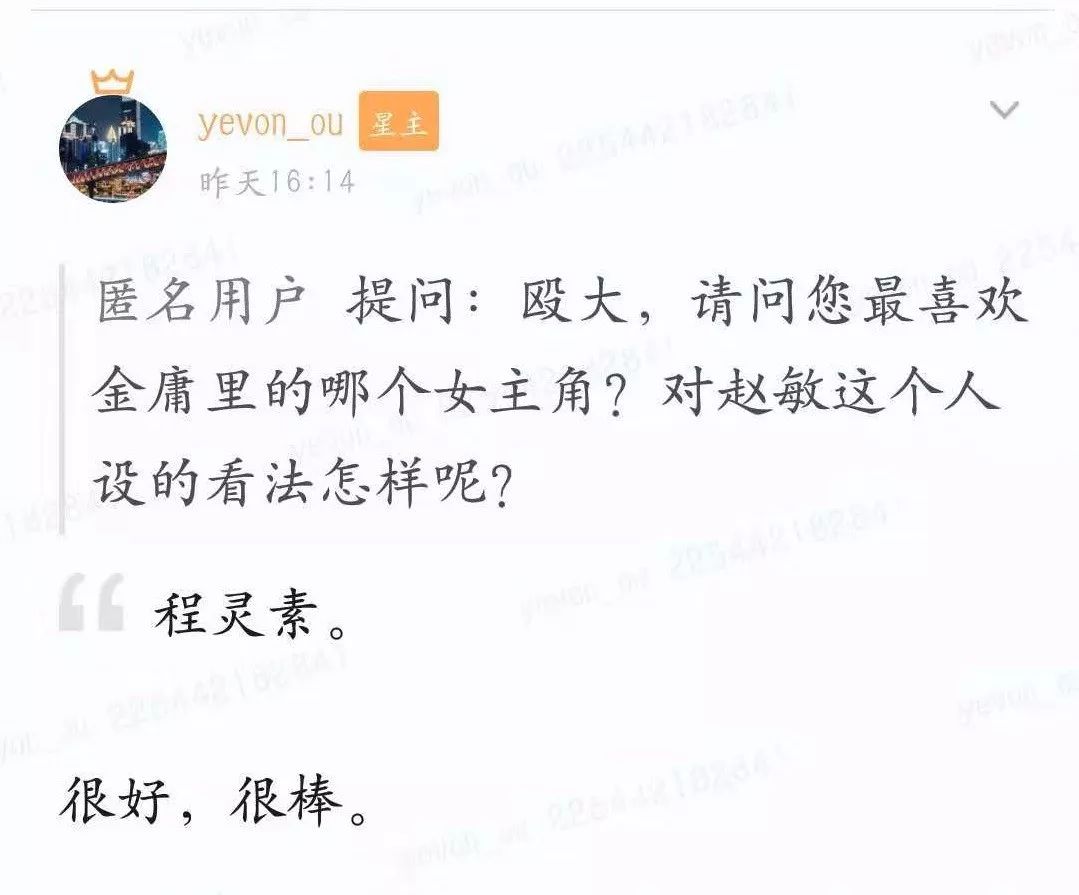 yevon_ou 星主
昨天16:14
匿名用户 提问：殴大，请问您最喜欢
金庸里的哪个女主角？对赵敏这个人
设的看法怎样呢？
程灵素。
很好，很棒。